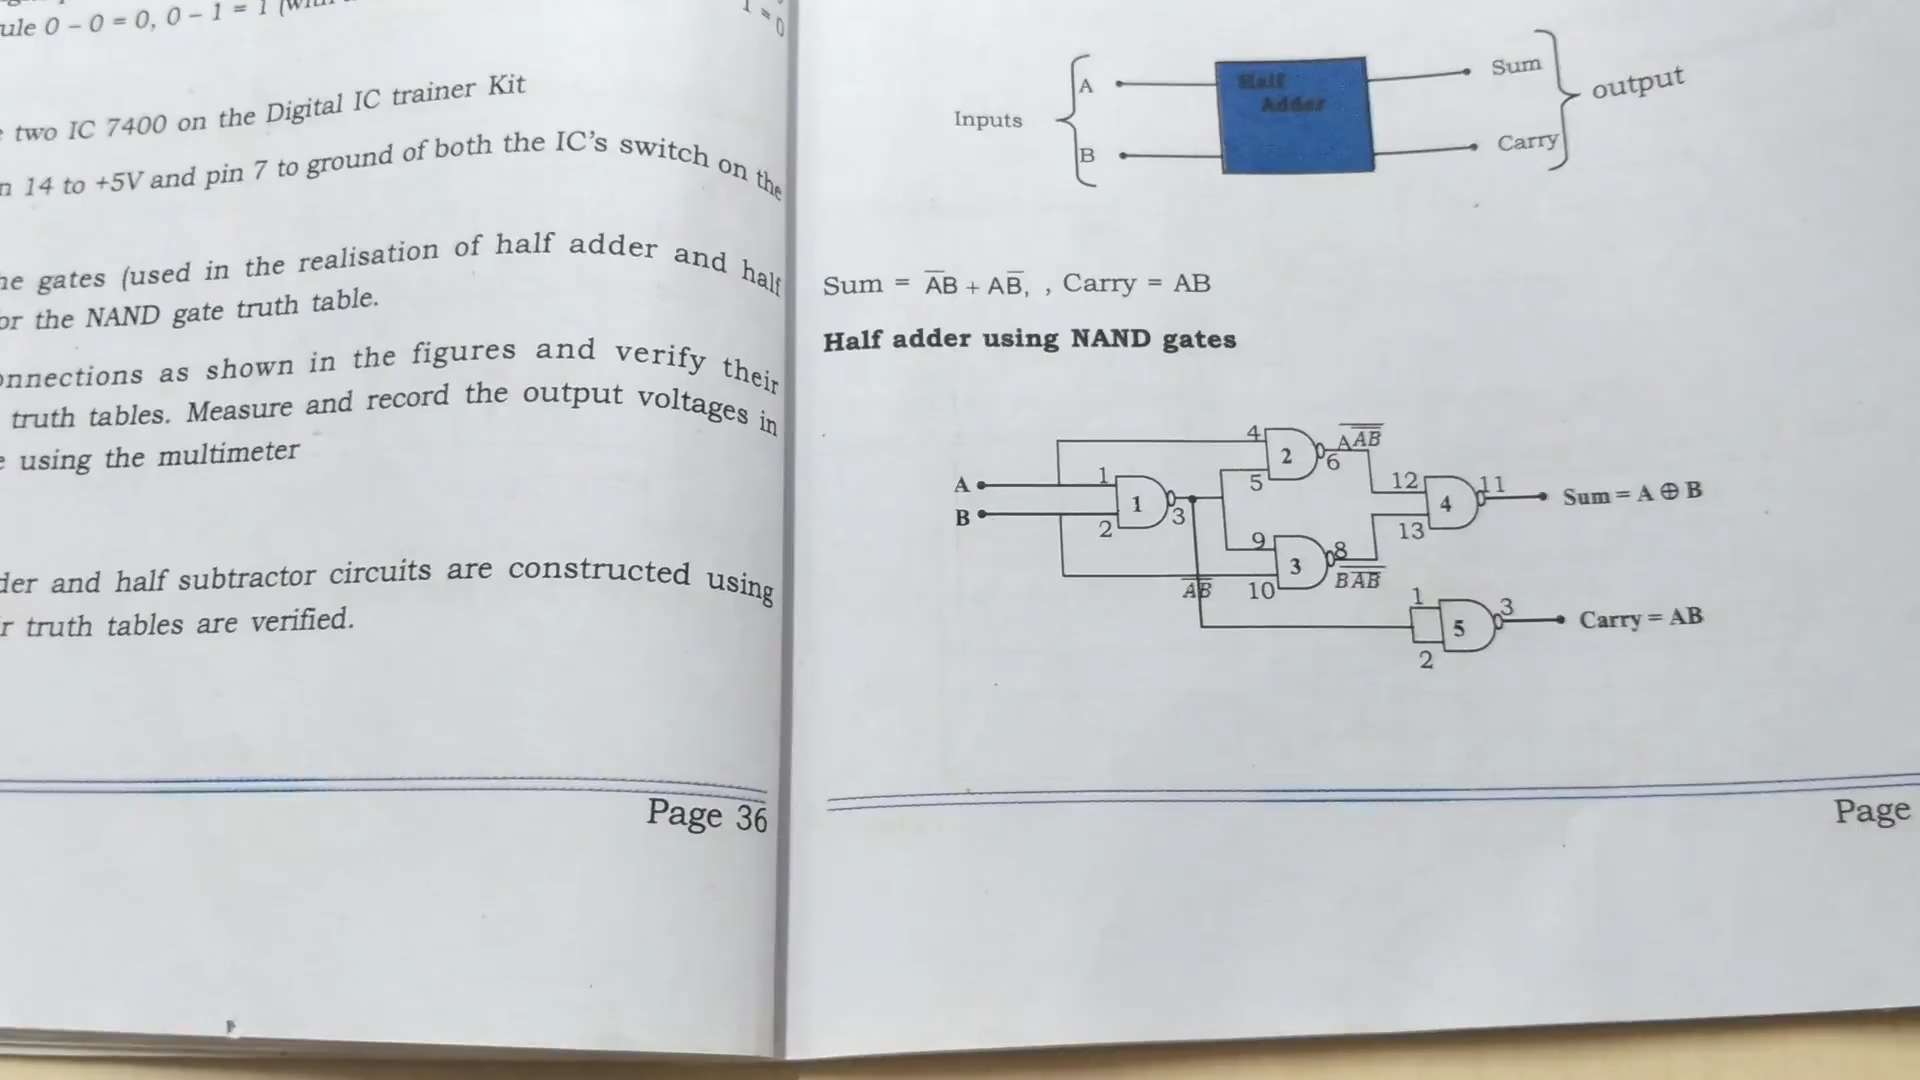 ule 0 – 0 = 0, 0 – 1 = 1
two IC 7400 on the Digital IC trainer Kit
n 14 to +5V and pin 7 to ground of both the IC's switch on the
he gates (used in the realisation of half adder and half
or the NAND gate truth table.
onnections as shown in the figures and verify their
truth tables. Measure and record the output voltages in
e using the multimeter
der and half subtractor circuits are constructed using
r truth tables are verified.
Page 36
Inputs
A
B
Half
Adder
Sum
Carry
output
Sum = A̅B + AB̅, , Carry = AB
Half adder using NAND gates
A
B
1
2
1
3
4
5
2
6
A̅A̅B̅
9
10
3
8
B̅A̅B̅
A̅B̅
12
13
4
11
Sum = A ⊕ B
1
2
5
3
Carry = AB
Page